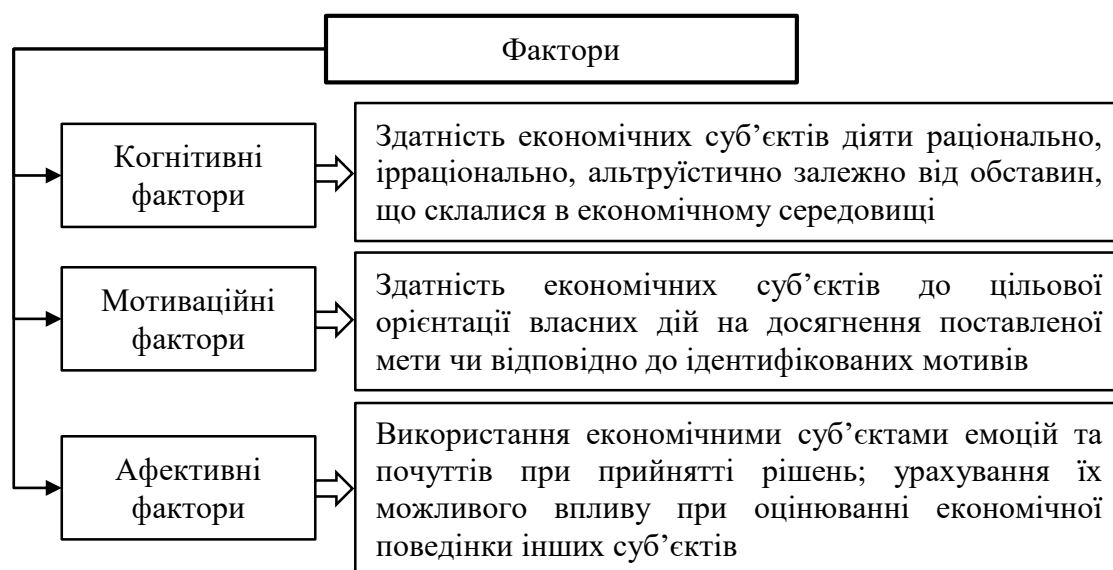 Фактори
Когнітивні
фактори
Здатність економічних суб’єктів діяти раціонально,
ірраціонально, альтруїстично залежно від обставин,
що склалися в економічному середовищі
Мотиваційні
фактори
Здатність економічних суб’єктів до цільової
орієнтації власних дій на досягнення поставленої
мети чи відповідно до ідентифікованих мотивів
Афективні
фактори
Використання економічними суб’єктами емоцій та
почуттів при прийнятті рішень; урахування їх
можливого впливу при оцінюванні економічної
поведінки інших суб’єктів